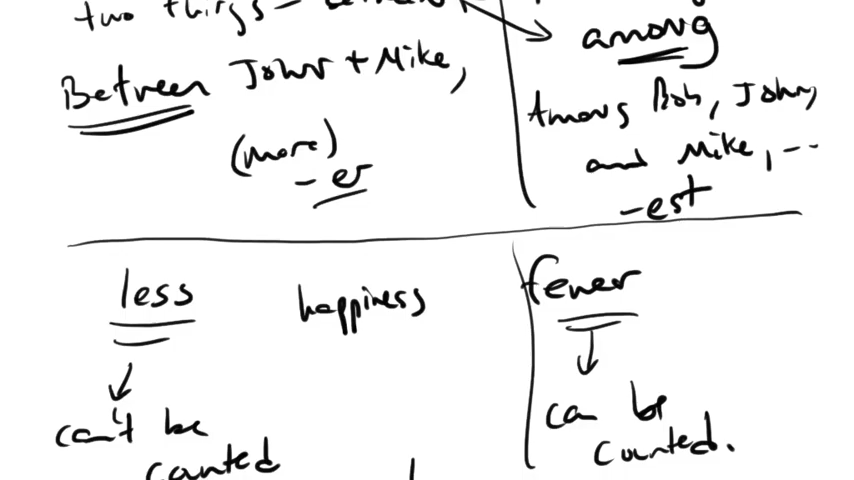 two things -
Between John + Mike,
(more)
- er
among
Among Bob, John,
and Mike, --
-est
less
happiness
can't be
counted
fewer
can be
counted.